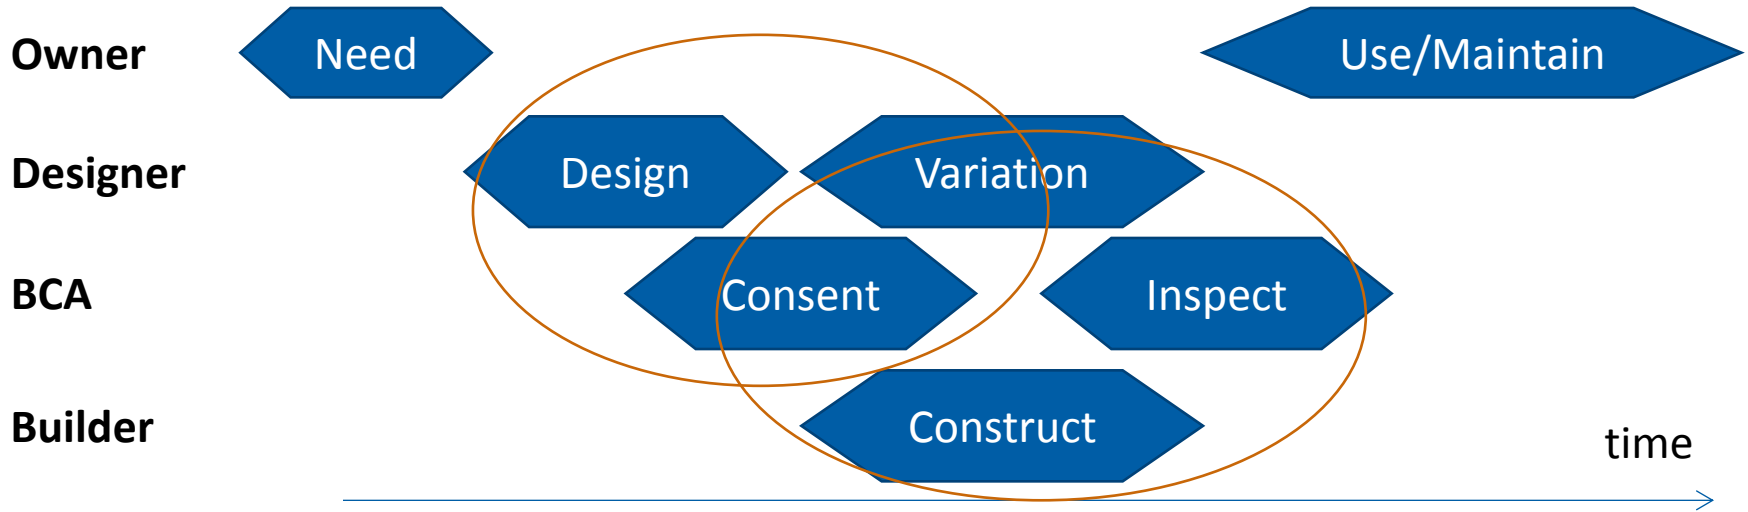 Owner Need Use/Maintain
Designer Design Variation
BCA Consent Inspect
Builder Construct
time